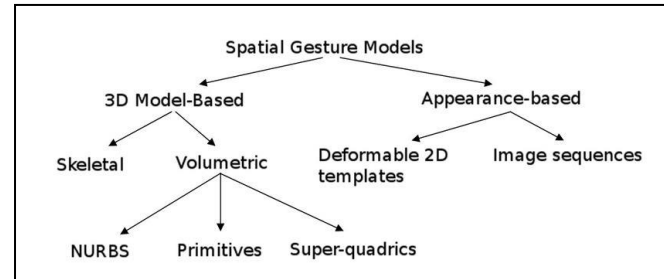 Spatial Gesture Models
3D Model-Based
Appearance-based
Skeletal
Volumetric
Deformable 2D
templates
Image sequences
NURBS
Primitives
Super-quadrics